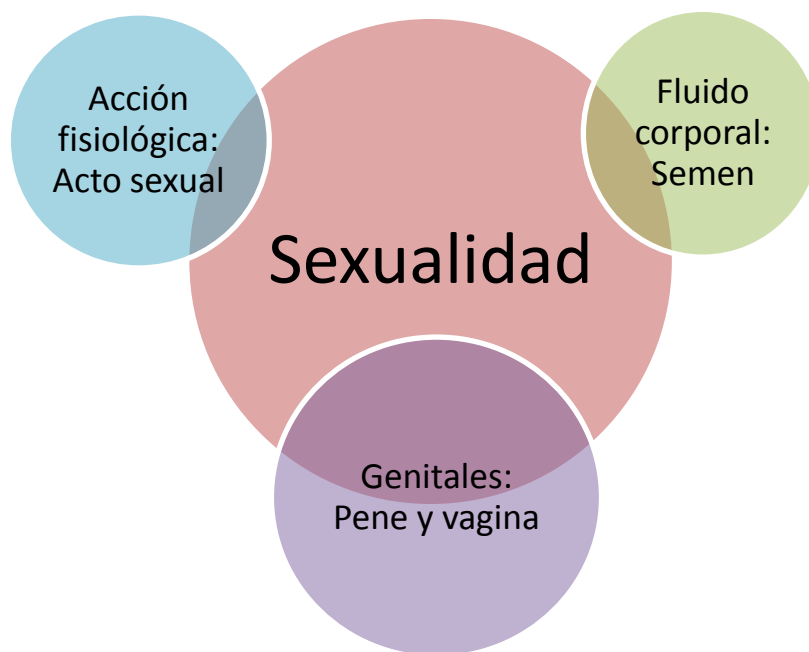 Acción
fisiológica:
Acto sexual
Fluido
corporal:
Semen
Sexualidad
Genitales:
Pene y vagina